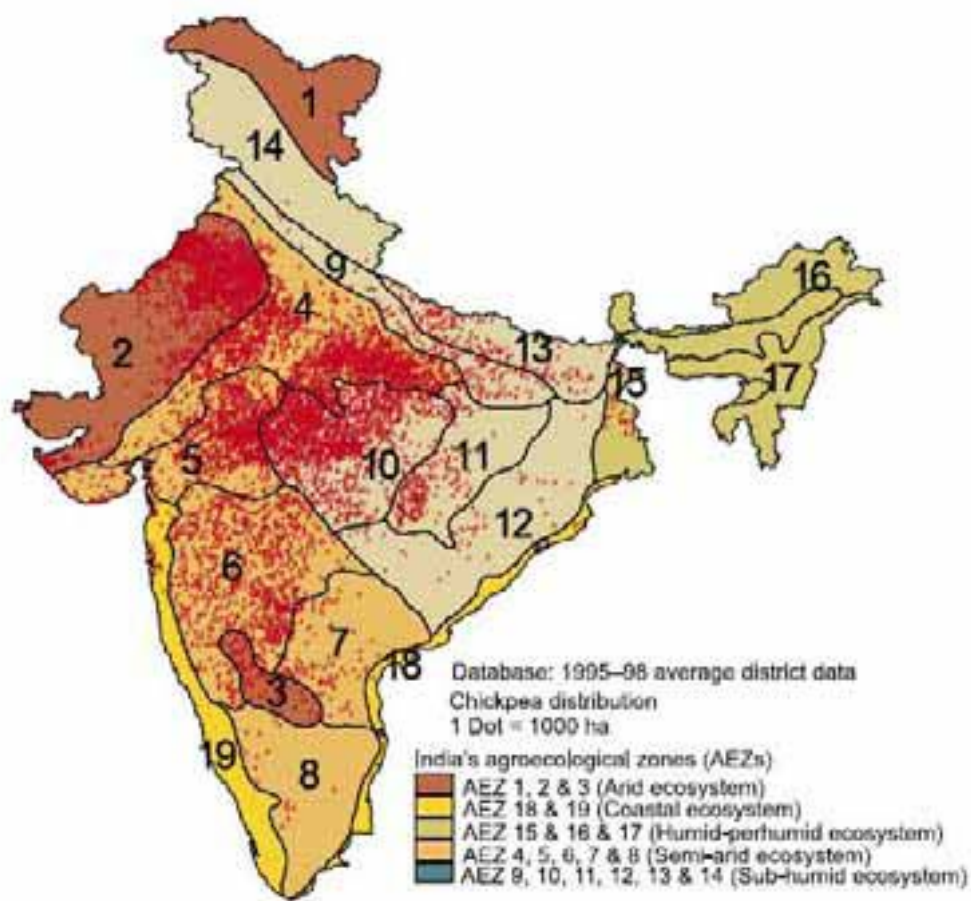 1
14
9
16
4
2
13
17
15
5
10
11
12
6
7
18
3
19
8
Database: 1995–98 average district data
Chickpea distribution
1 Dot = 1000 ha
India's agroecological zones (AEZs)
AEZ 1, 2 & 3 (Arid ecosystem)
AEZ 18 & 19 (Coastal ecosystem)
AEZ 15 & 16 & 17 (Humid-perhumid ecosystem)
AEZ 4, 5, 6, 7 & 8 (Semi-arid ecosystem)
AEZ 9, 10, 11, 12, 13 & 14 (Sub-humid ecosystem)